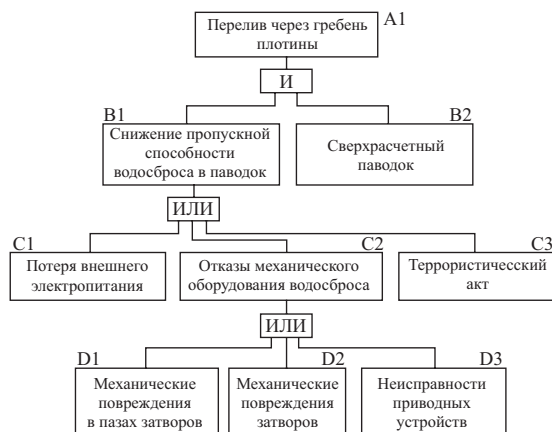 A1
Перелив через гребень
плотины
И
B1
Снижение пропускной
способности
водосброса в паводок
B2
Сверхрасчетный
паводок
ИЛИ
C1
Потеря внешнего
электропитания
C2
Отказы механического
оборудования водосброса
C3
Террористичесский
акт
ИЛИ
D1
Механические
повреждения
в пазах затворов
D2
Механические
повреждения
затворов
D3
Неисправности
приводных
устройств